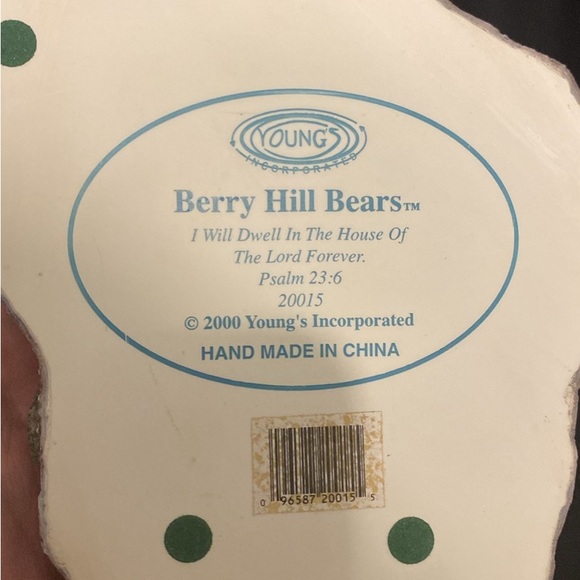 YOUNG'S
INCORPORATED
Berry Hill Bears™
I Will Dwell In The House Of
The Lord Forever.
Psalm 23:6
20015
© 2000 Young's Incorporated
HAND MADE IN CHINA
0 96587 20015 5